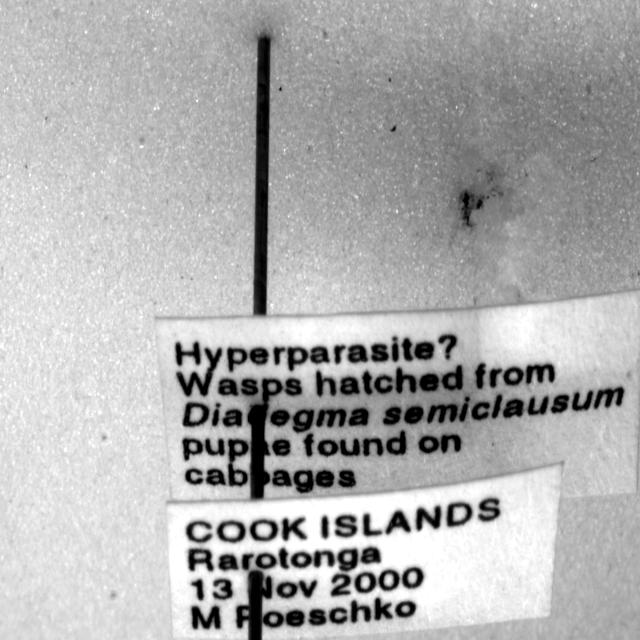 Hyperparasite?
Wasps hatched from
Diadegma semiclausum
pupae found on
cabbages
COOK ISLANDS
Rarotonga
13 Nov 2000
M Poeschko